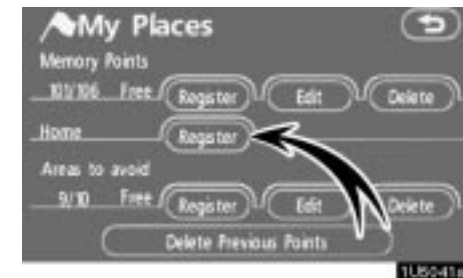 My Places
Memory Points
101/106 Free Register Edit Delete
Home Register
Areas to avoid
9/10 Free Register Edit Delete
Delete Previous Points